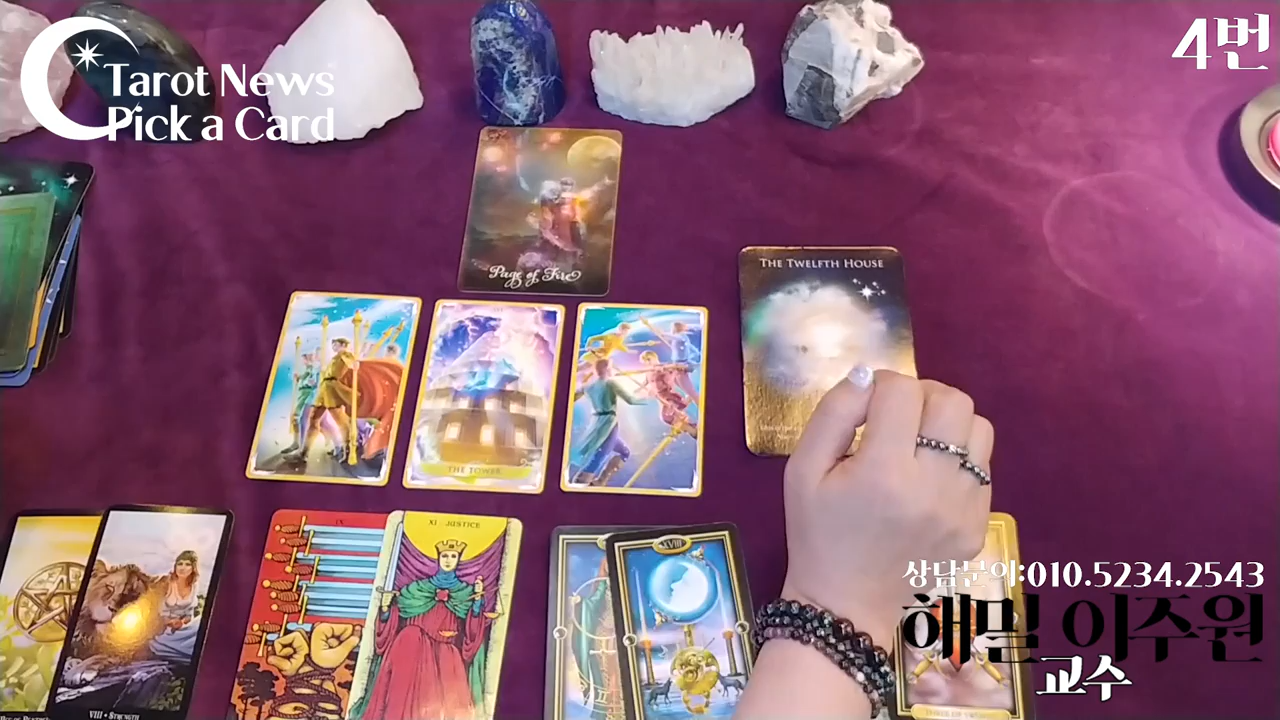 Tarot News
Pick a Card
4번
Page of Fire
THE TWELFTH HOUSE
THE TOWER
IX
XI · JUSTICE
XVIII
VIII • STRENGTH
상담문의:010.5234.2543
해밀 이주원
교수